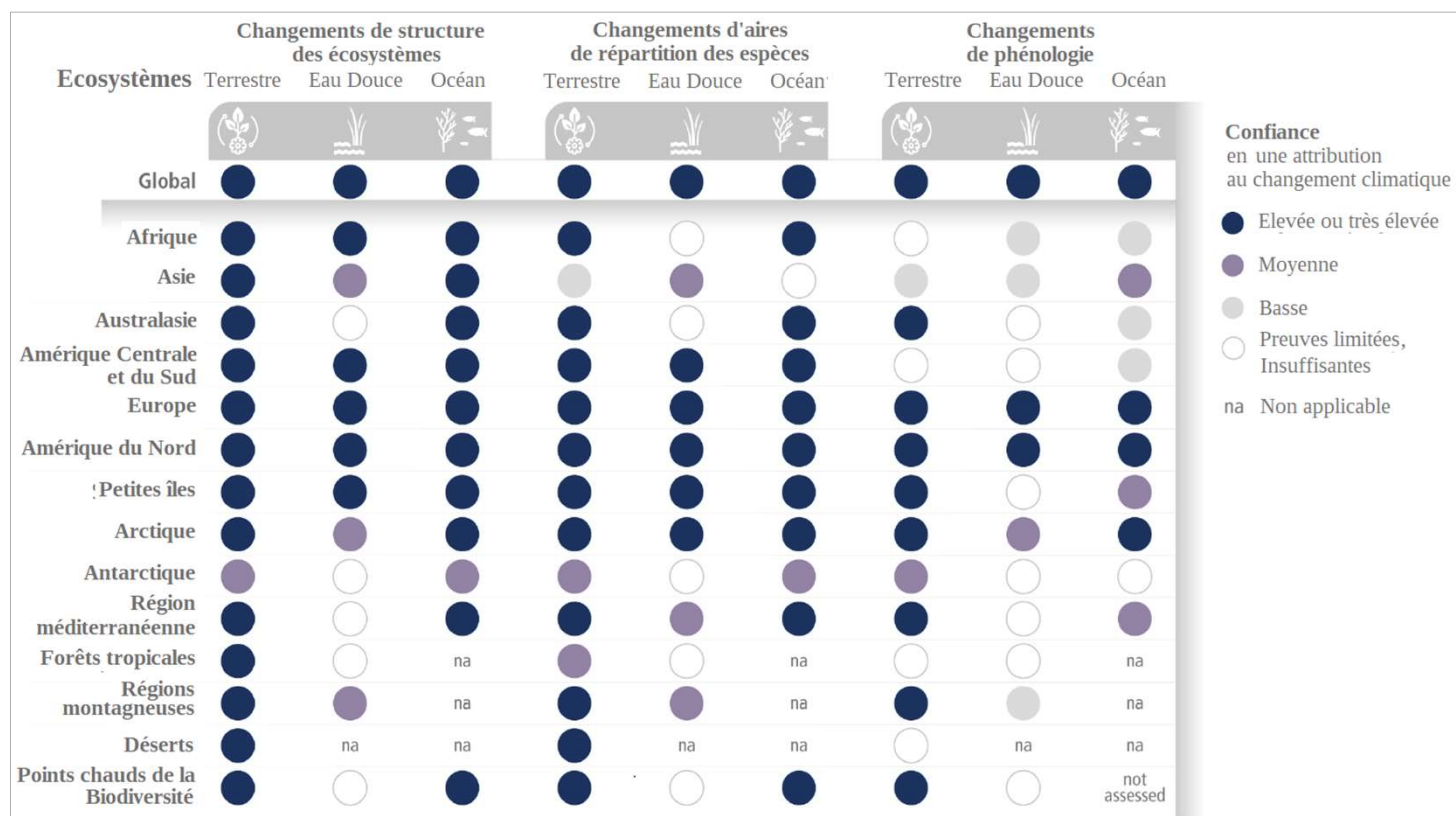 Changements de structure
des écosystèmes
Changements d'aires
de répartition des espèces
Changements
de phénologie
Ecosystèmes Terrestre Eau Douce Océan Terrestre Eau Douce Océan Terrestre Eau Douce Océan
Global
Afrique
Asie
Australasie
Amérique Centrale
et du Sud
Europe
Amérique du Nord
Petites îles
Arctique
Antarctique
Région
méditerranéenne
Forêts tropicales na na na
Régions
montagneuses na na na
Déserts na na na na na na
Points chauds de la
Biodiversité
not
assessed
Confiance
en une attribution
au changement climatique
Elevée ou très élevée
Moyenne
Basse
Preuves limitées,
Insuffisantes
na Non applicable